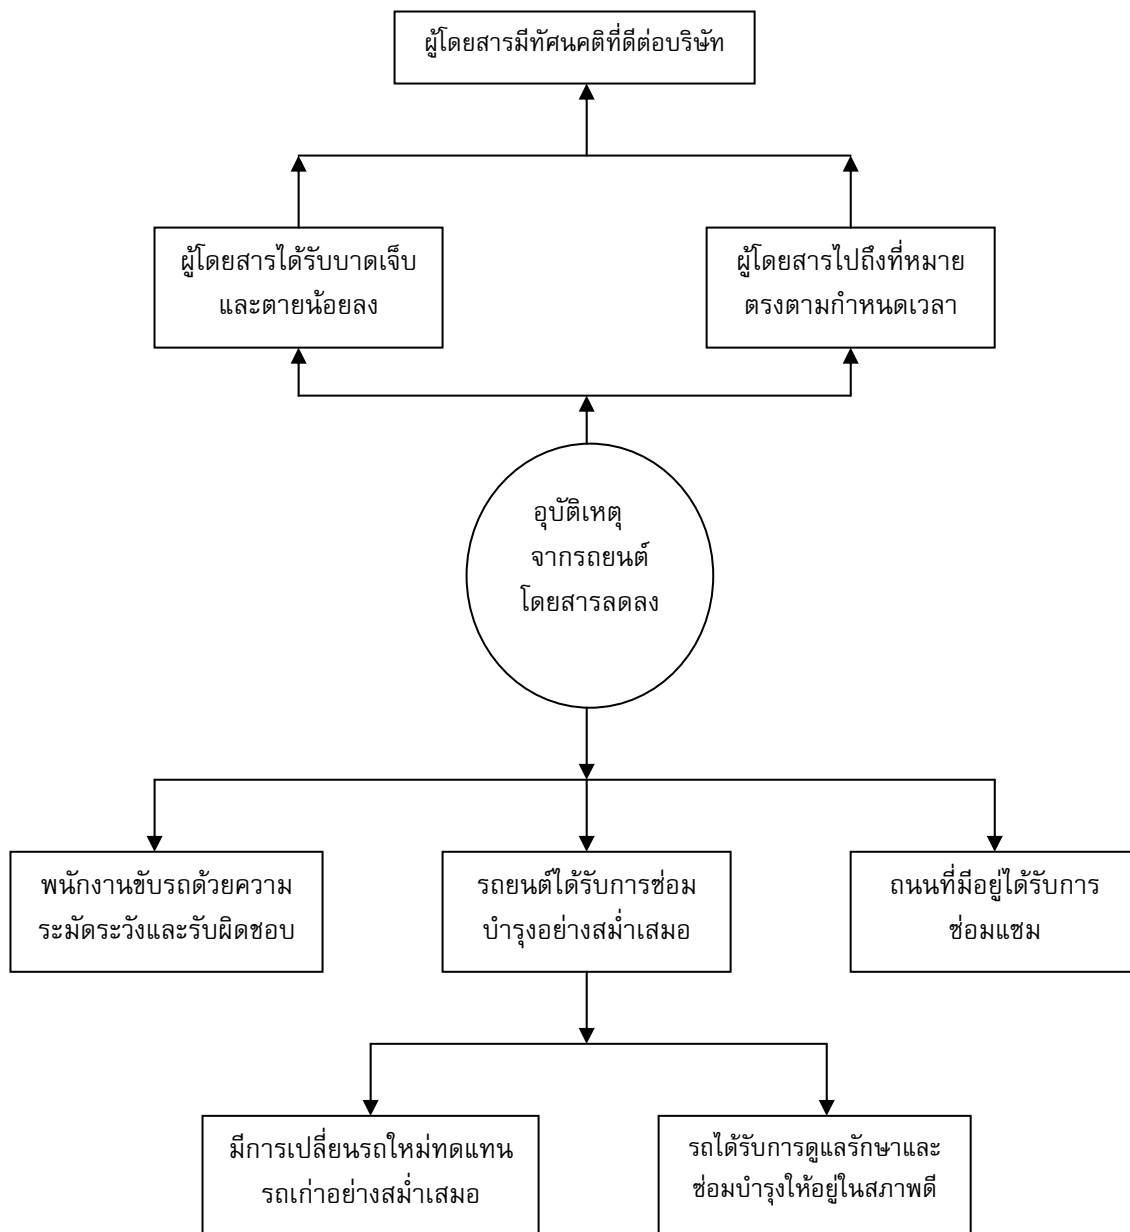 ผู้โดยสารมีทัศนคติที่ดีต่อบริษัท
ผู้โดยสารได้รับบาดเจ็บ
และตายน้อยลง
ผู้โดยสารไปถึงที่หมาย
ตรงตามกำหนดเวลา
อุบัติเหตุ
จากรถยนต์
โดยสารลดลง
พนักงานขับรถด้วยความ
ระมัดระวังและรับผิดชอบ
รถยนต์ได้รับการซ่อม
บำรุงอย่างสม่ำเสมอ
ถนนที่มีอยู่ได้รับการ
ซ่อมแซม
มีการเปลี่ยนรถใหม่ทดแทน
รถเก่าอย่างสม่ำเสมอ
รถได้รับการดูแลรักษาและ
ซ่อมบำรุงให้อยู่ในสภาพดี